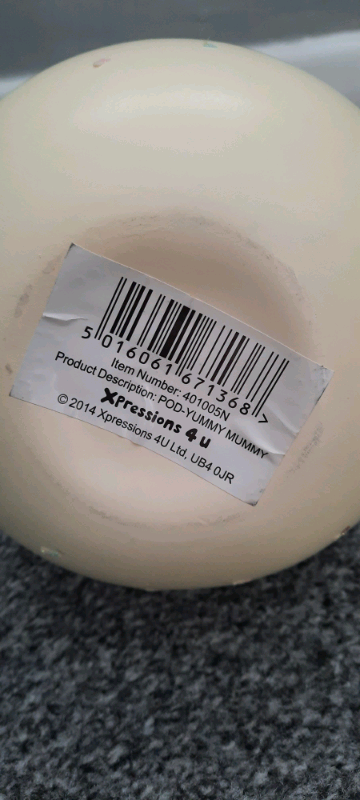 5 016061 671368 >
Item Number: 401005N
Product Description: POD-YUMMY MUMMY
Xpressions 4 u
© 2014 Xpressions 4U Ltd, UB4 0JR